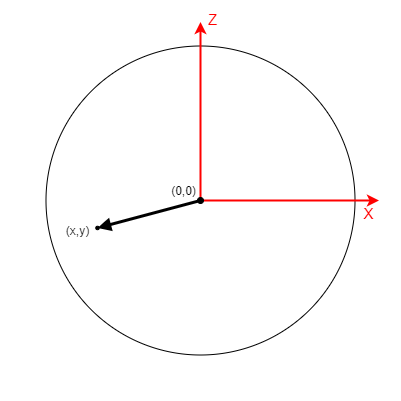 Z
(0,0)
X
(x,y)